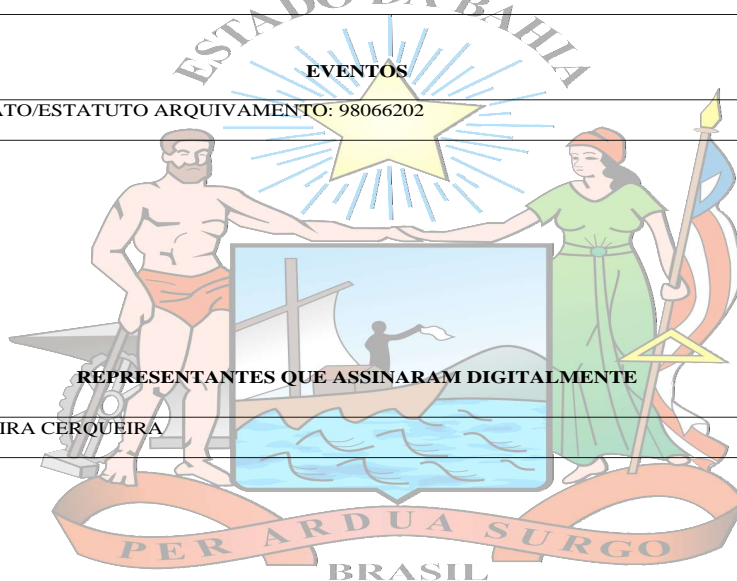 ESTADO DA BAHIA
EVENTOS
ATO/ESTATUTO ARQUIVAMENTO: 98066202
REPRESENTANTES QUE ASSINARAM DIGITALMENTE
IRA CERQUEIRA
PER ARDUA SURGO
BRASIL